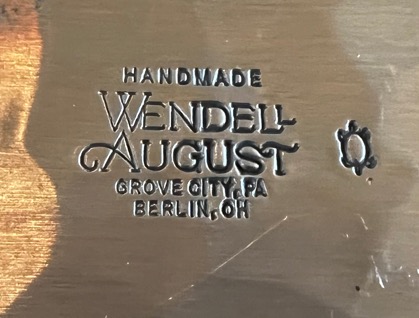 HANDMADE
WENDELL
AUGUST
GROVE CITY, PA
BERLIN, OH